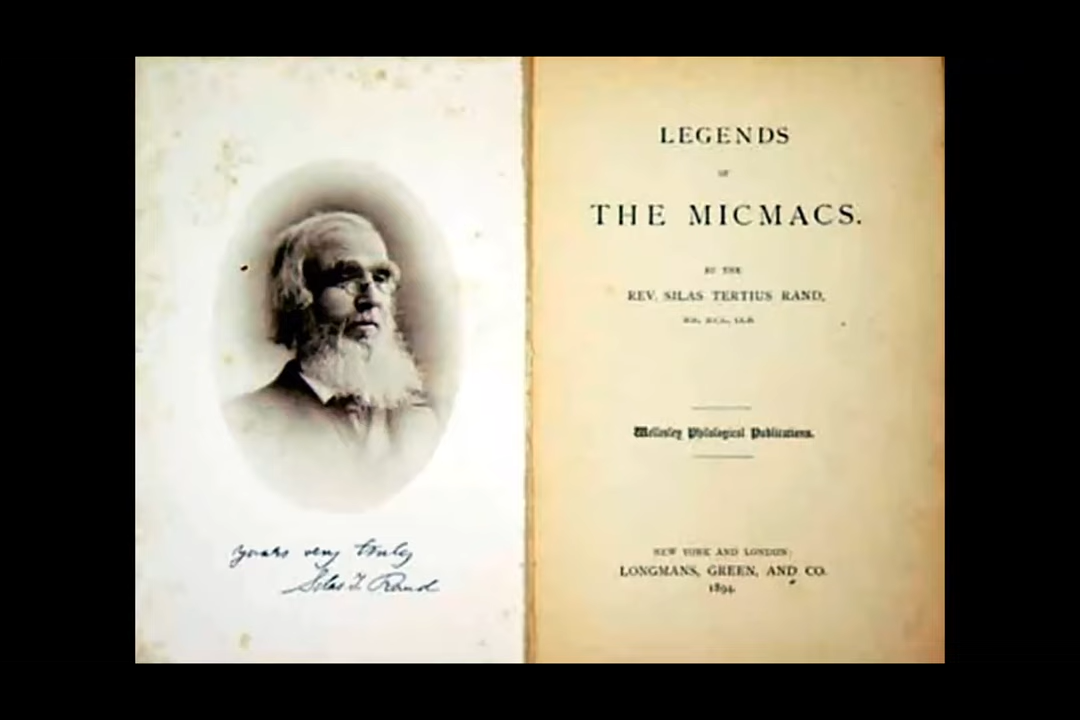 yours very truly
Silas T Rand
LEGENDS
OF
THE MICMACS.
BY THE
REV. SILAS TERTIUS RAND,
D.D., D.C.L., LL.D.
Wellesley Philological Publications.
NEW YORK AND LONDON:
LONGMANS, GREEN, AND CO.
1894.